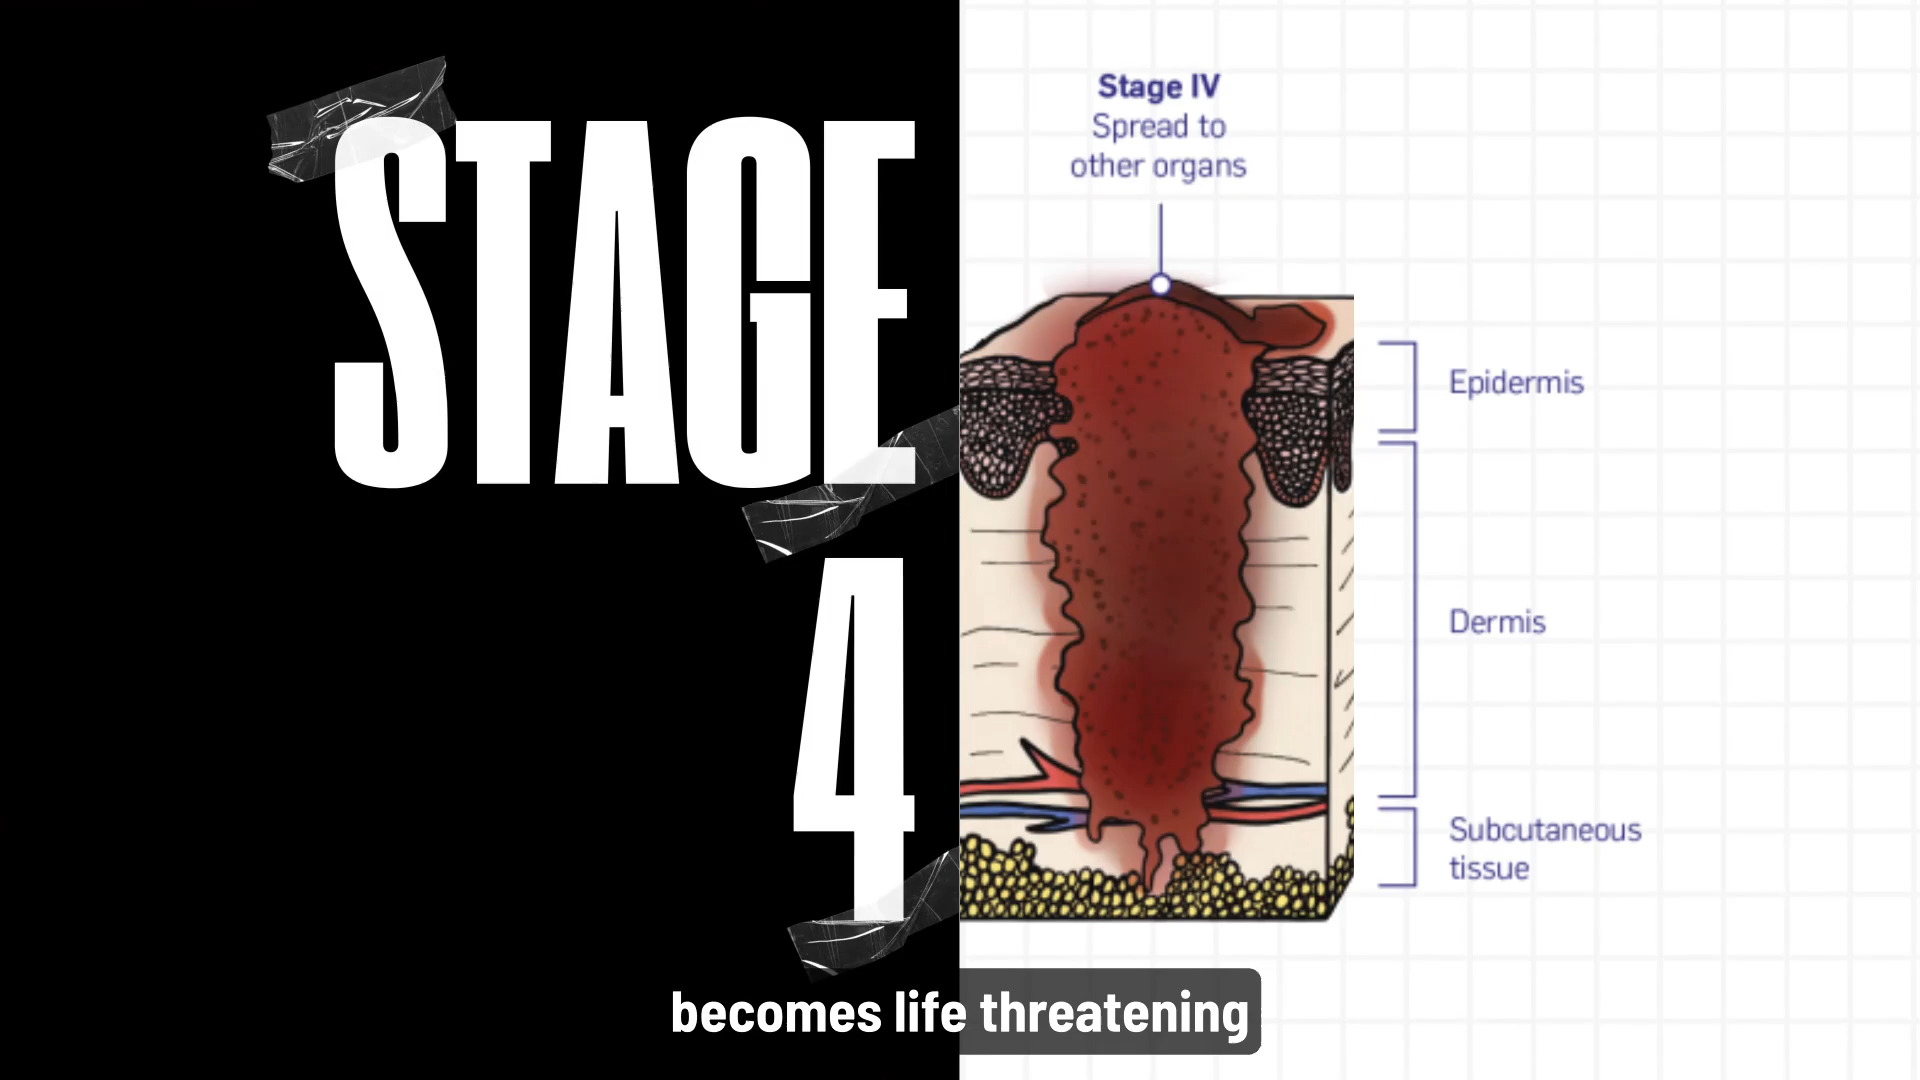 STAGE
4
Stage IV
Spread to
other organs
Epidermis
Dermis
Subcutaneous
tissue
becomes life threatening